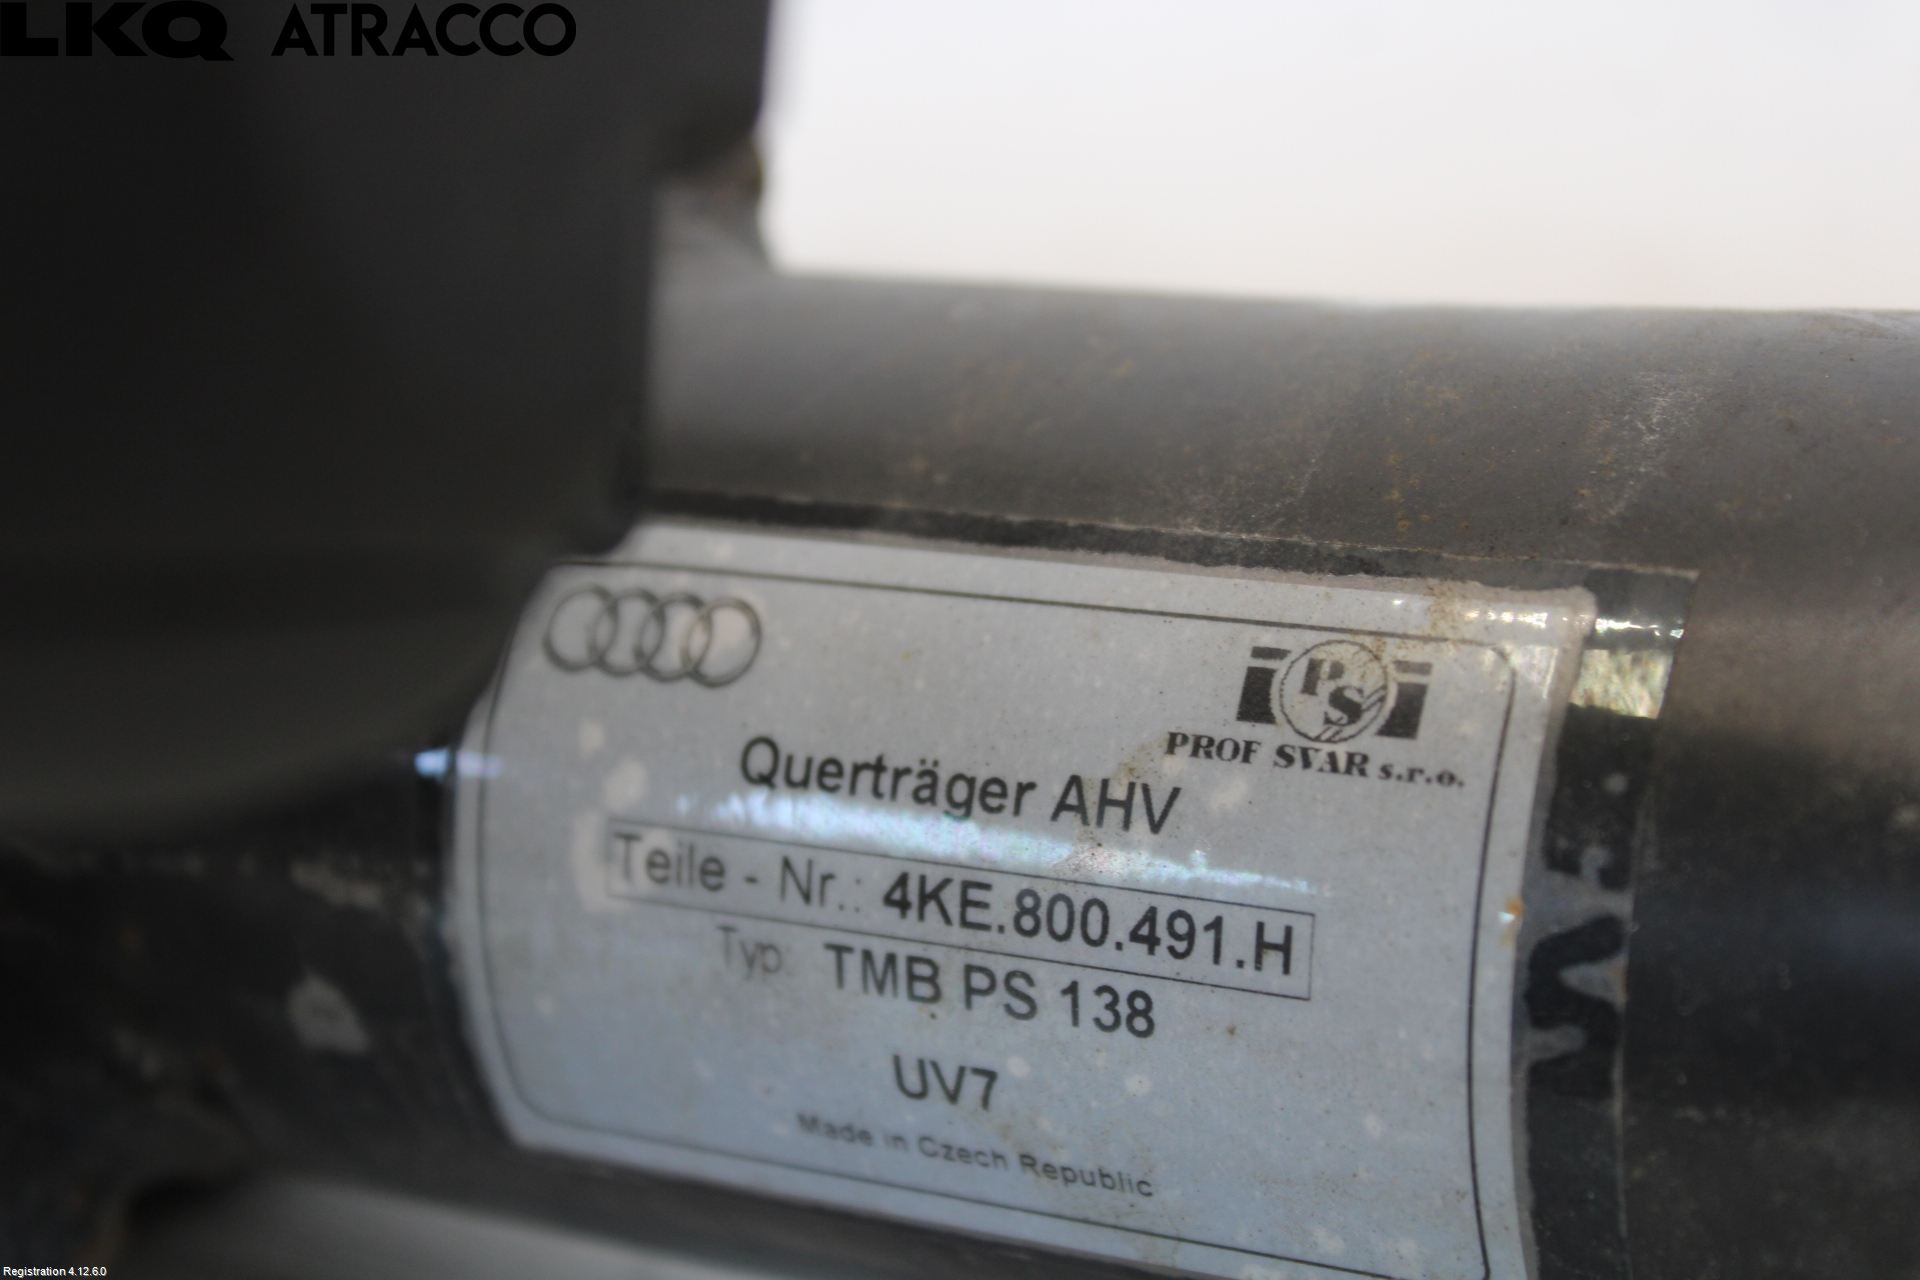 LKQ ATRACCO
PS
PROF SVAR s.r.o.
Querträger AHV
Teile - Nr.: 4KE.800.491.H
Typ: TMB PS 138
UV7
Made in Czech Republic
Registration 4.12.6.0